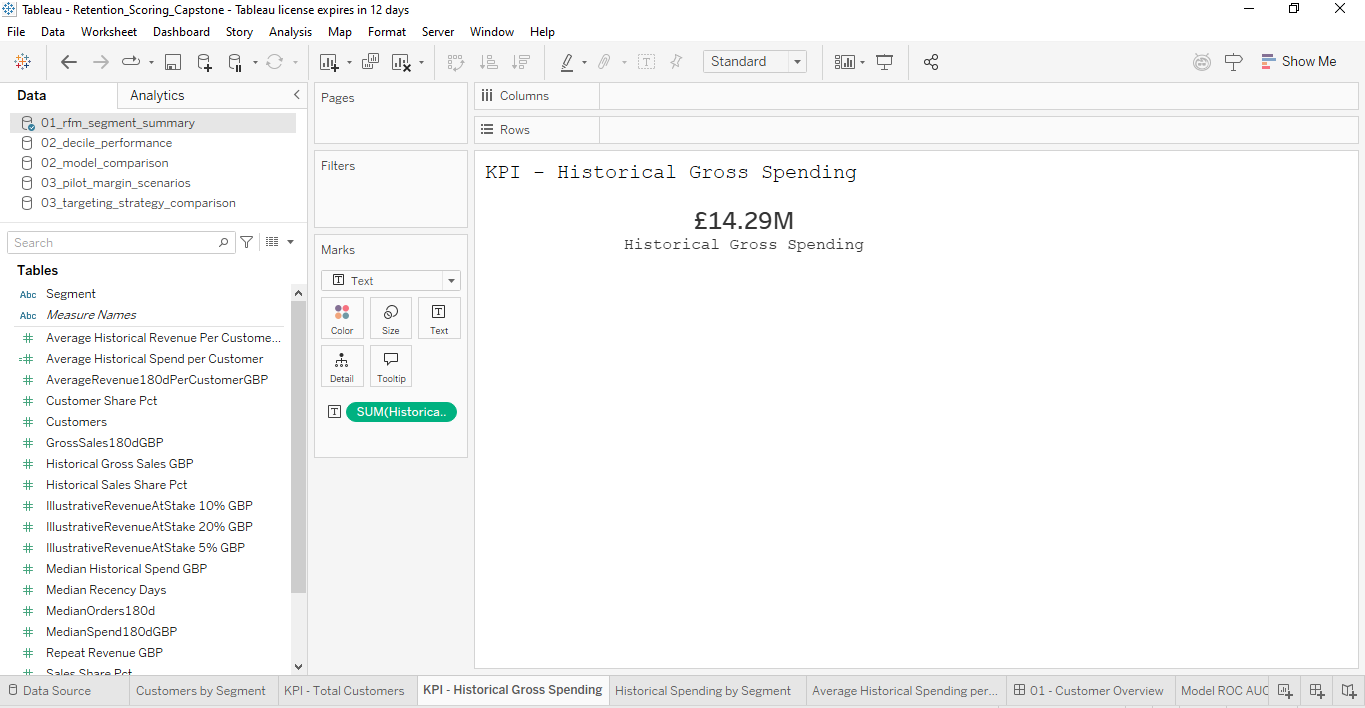 Tableau - Retention_Scoring_Capstone - Tableau license expires in 12 days
File Data Worksheet Dashboard Story Analysis Map Format Server Window Help
Standard
Show Me
Data Analytics
01_rfm_segment_summary
02_decile_performance
02_model_comparison
03_pilot_margin_scenarios
03_targeting_strategy_comparison
Search
Tables
Abc Segment
Abc Measure Names
Average Historical Revenue Per Custome...
Average Historical Spend per Customer
AverageRevenue180dPerCustomerGBP
Customer Share Pct
Customers
GrossSales180dGBP
Historical Gross Sales GBP
Historical Sales Share Pct
IllustrativeRevenueAtStake 10% GBP
IllustrativeRevenueAtStake 20% GBP
IllustrativeRevenueAtStake 5% GBP
Median Historical Spend GBP
Median Recency Days
MedianOrders180d
MedianSpend180dGBP
Repeat Revenue GBP
Sales Share Pct
Pages
Filters
Marks
Text
Color Size Text
Detail Tooltip
SUM(Historica..
Columns
Rows
KPI - Historical Gross Spending
£14.29M
Historical Gross Spending
Data Source Customers by Segment KPI - Total Customers KPI - Historical Gross Spending Historical Spending by Segment Average Historical Spending per... 01 - Customer Overview Model ROC AUC